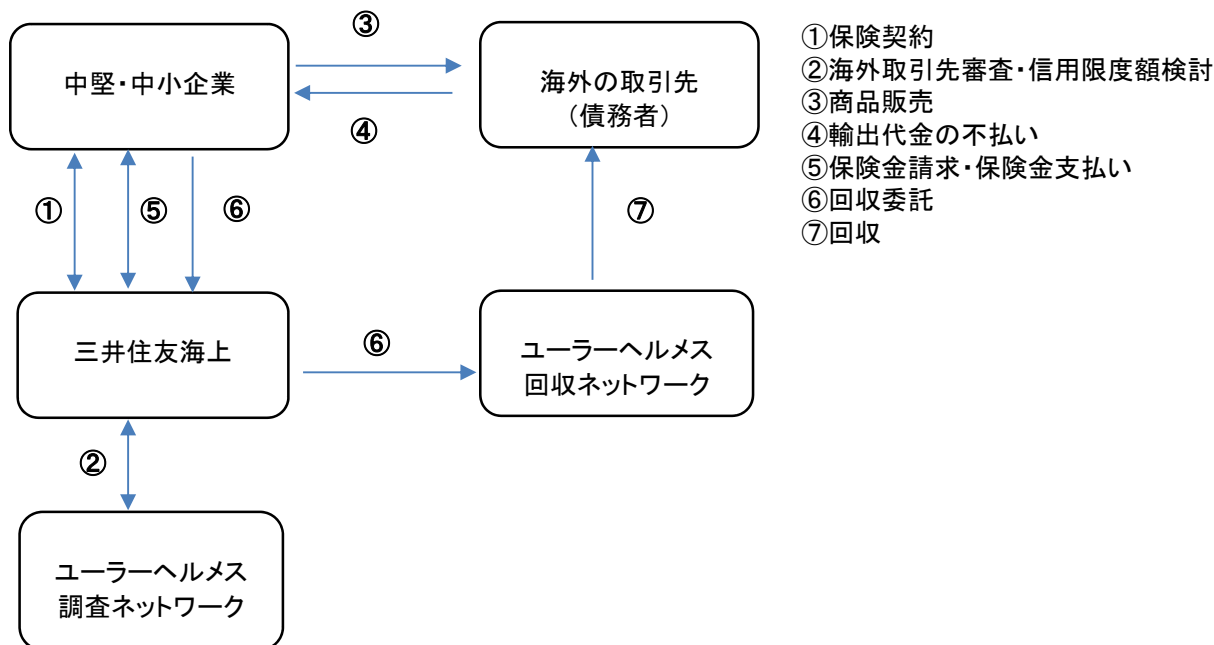 ③
中堅・中小企業
海外の取引先
（債務者）
④
①保険契約
②海外取引先審査・信用限度額検討
③商品販売
④輸出代金の不払い
⑤保険金請求・保険金支払い
⑥回収委託
⑦回収
①
⑤
⑥
⑦
三井住友海上
⑥
ユーラーヘルメス
回収ネットワーク
②
ユーラーヘルメス
調査ネットワーク